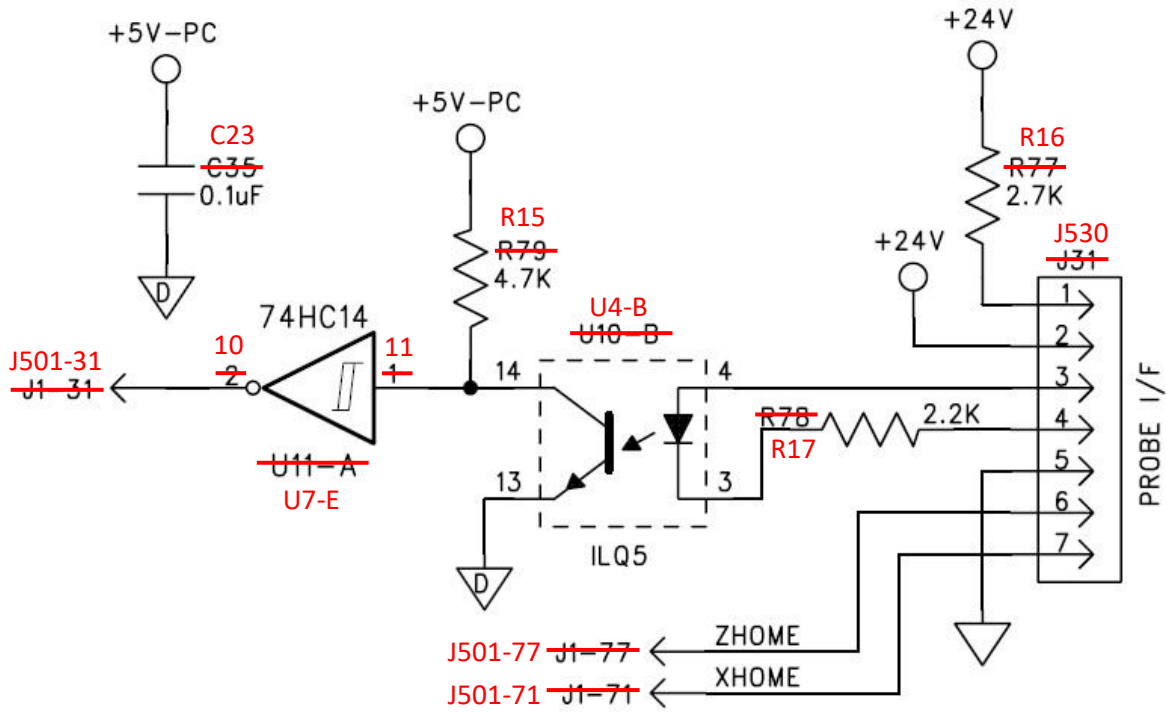 +24V
+5V-PC
+5V-PC
C23
C35
0.1uF
R16
R77
2.7K
R15
R79
4.7K
+24V
J530
J31
D
74HC14
U4-B
U10-B
1
2
3
4
5
6
7
PROBE I/F
J501-31
J1-31
10
2
11
1
14
4
R78
R17
2.2K
U11-A
U7-E
13
3
ILQ5
D
J501-77
J1-77
ZHOME
J501-71
J1-71
XHOME